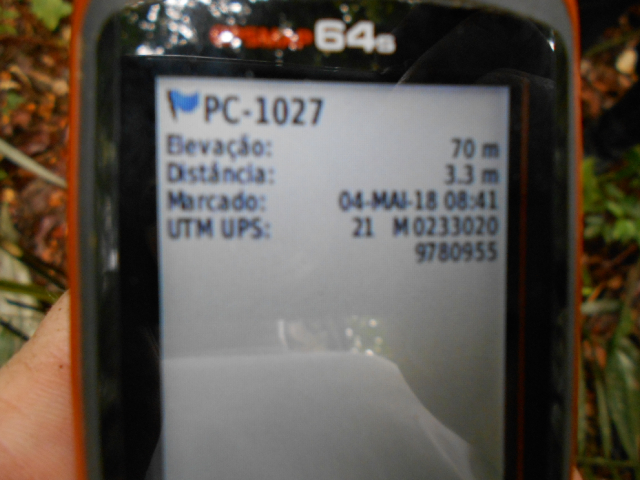 64s
PC-1027
Elevação: 70 m
Distância: 3.3 m
Marcado: 04-MAI-18 08:41
UTM UPS: 21 M 0233020
9780955